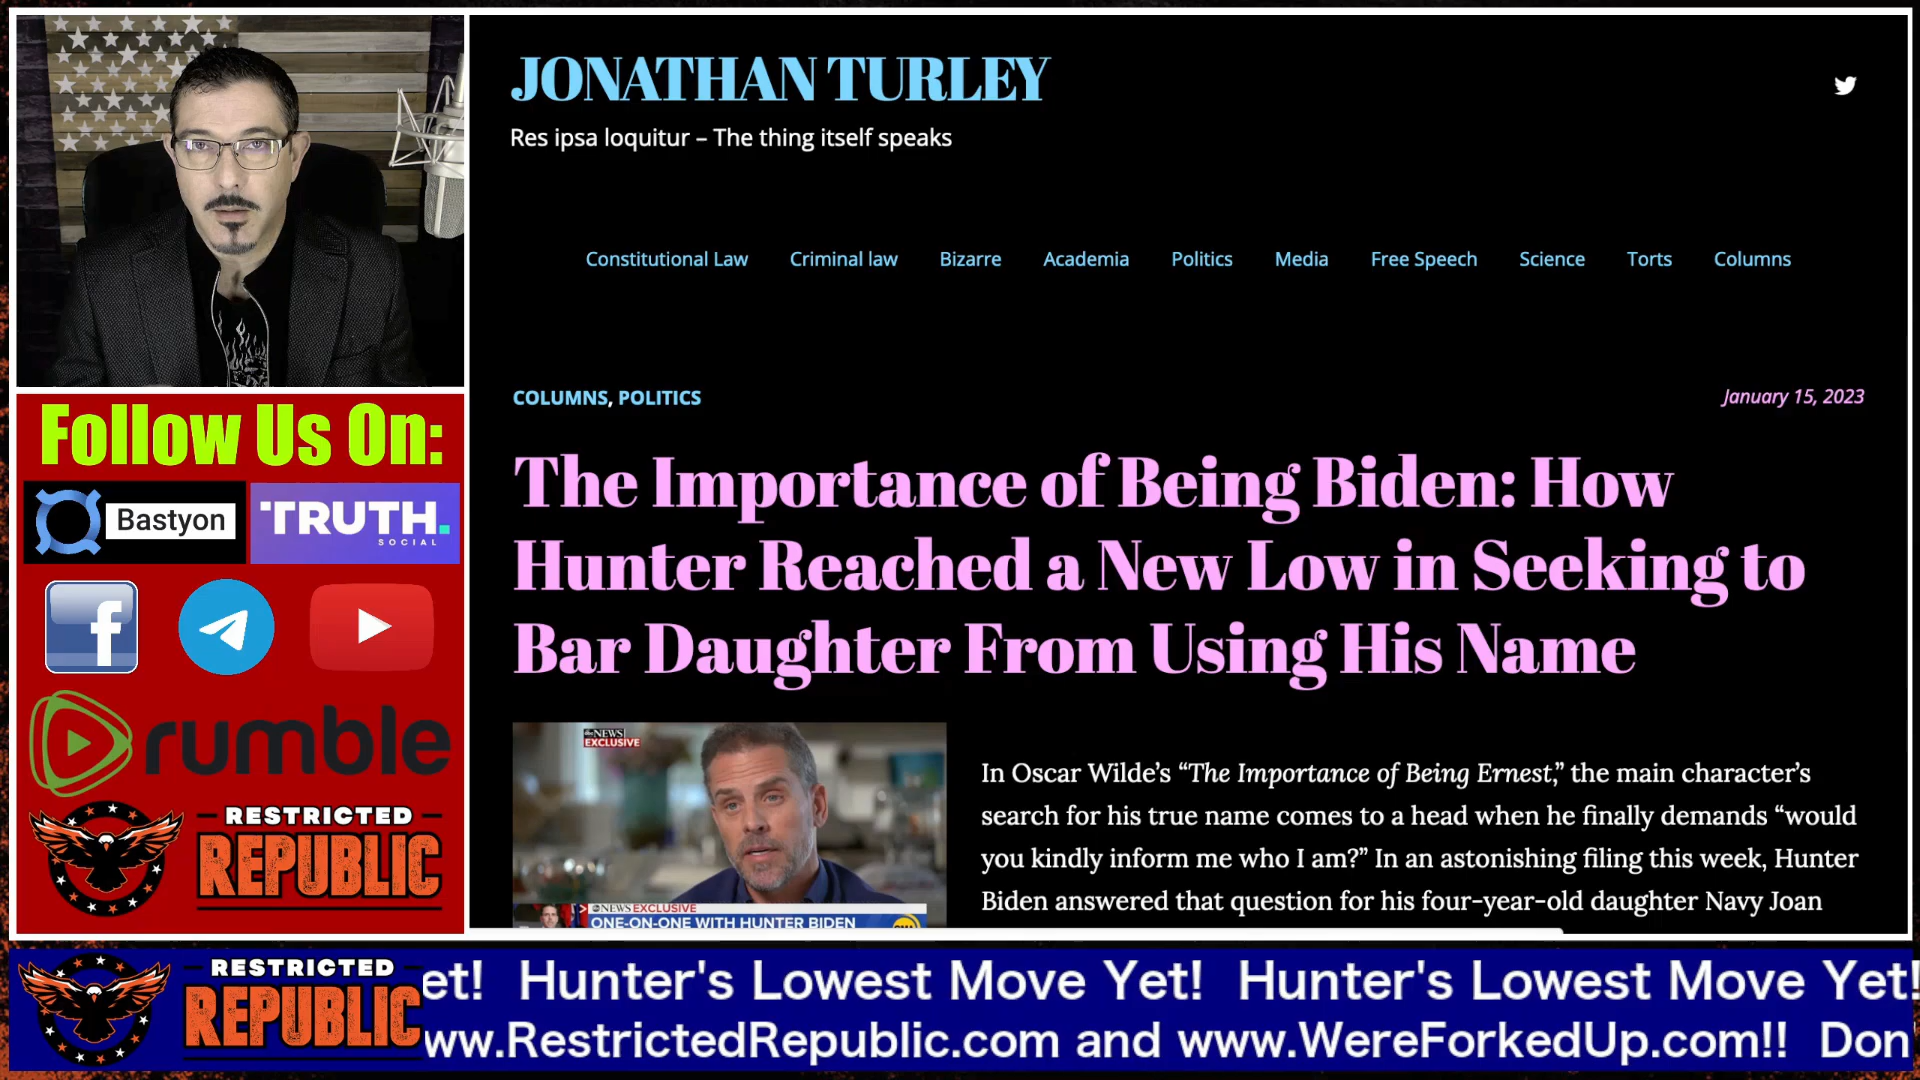 JONATHAN TURLEY
Res ipsa loquitur – The thing itself speaks
Constitutional Law Criminal law Bizarre Academia Politics Media Free Speech Science Torts Columns
COLUMNS, POLITICS
January 15, 2023
The Importance of Being Biden: How
Hunter Reached a New Low in Seeking to
Bar Daughter From Using His Name
abc NEWS
EXCLUSIVE
abc NEWS EXCLUSIVE
ONE-ON-ONE WITH HUNTER BIDEN
In Oscar Wilde’s “The Importance of Being Ernest,” the main character’s
search for his true name comes to a head when he finally demands “would
you kindly inform me who I am?” In an astonishing filing this week, Hunter
Biden answered that question for his four-year-old daughter Navy Joan
Follow Us On:
Bastyon
TRUTH.
SOCIAL
f
rumble
RESTRICTED
REPUBLIC
RESTRICTED
REPUBLIC
et! Hunter's Lowest Move Yet! Hunter's Lowest Move Yet!
ww.RestrictedRepublic.com and www.WereForkedUp.com!! Don